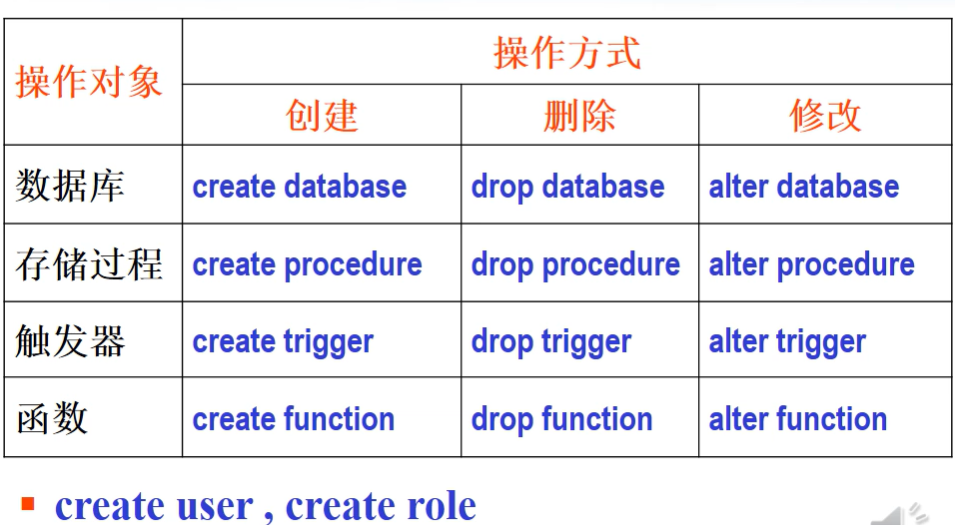 操作对象 操作方式
创建 删除 修改
数据库 create database drop database alter database
存储过程 create procedure drop procedure alter procedure
触发器 create trigger drop trigger alter trigger
函数 create function drop function alter function
▪ create user , create role